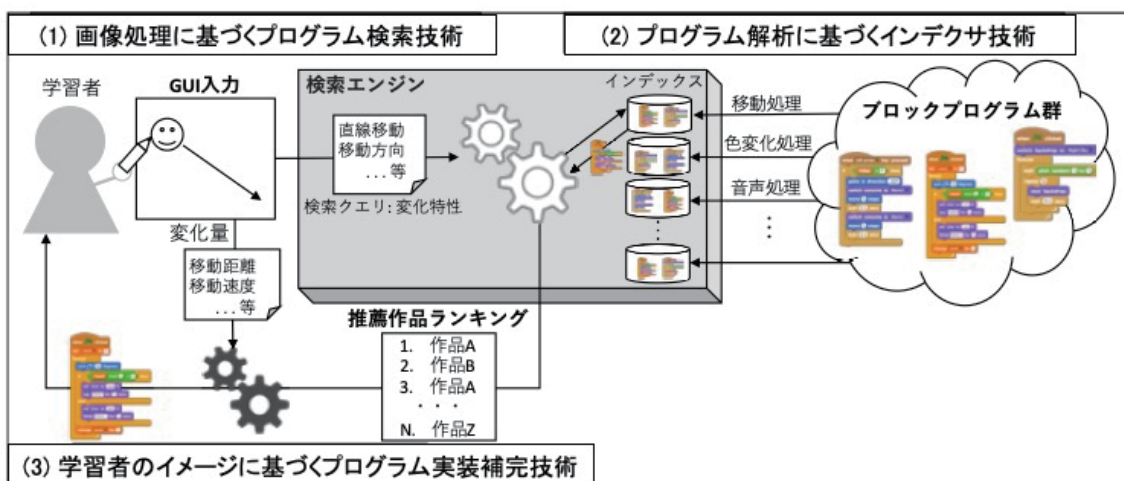 (1) 画像処理に基づくプログラム検索技術
(2) プログラム解析に基づくインデクサ技術
学習者
GUI入力
検索エンジン
インデックス
直線移動
移動方向
...等
検索クエリ: 変化特性
移動処理
色変化処理
音声処理
ブロックプログラム群
変化量
移動距離
移動速度
...等
推薦作品ランキング
1. 作品A
2. 作品B
3. 作品A
・・・
N. 作品Z
(3) 学習者のイメージに基づくプログラム実装補完技術